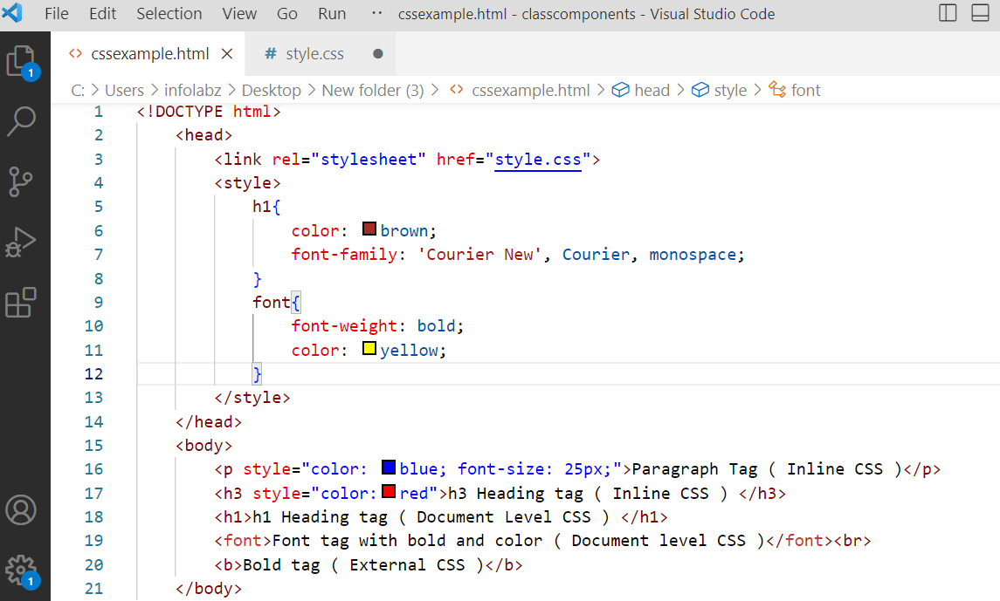 File Edit Selection View Go Run ·· cssexample.html - classcomponents - Visual Studio Code
<> cssexample.html × # style.css ●
C: > Users > infolabz > Desktop > New folder (3) > <> cssexample.html > head > style > font
1 <!DOCTYPE html>
2 <head>
3 <link rel="stylesheet" href="style.css">
4 <style>
5 h1{
6 color: brown;
7 font-family: 'Courier New', Courier, monospace;
8 }
9 font{
10 font-weight: bold;
11 color: yellow;
12 }
13 </style>
14 </head>
15 <body>
16 <p style="color: blue; font-size: 25px;">Paragraph Tag ( Inline CSS )</p>
17 <h3 style="color:red">h3 Heading tag ( Inline CSS ) </h3>
18 <h1>h1 Heading tag ( Document Level CSS ) </h1>
19 <font>Font tag with bold and color ( Document level CSS )</font><br>
20 <b>Bold tag ( External CSS )</b>
21 </body>
1
1